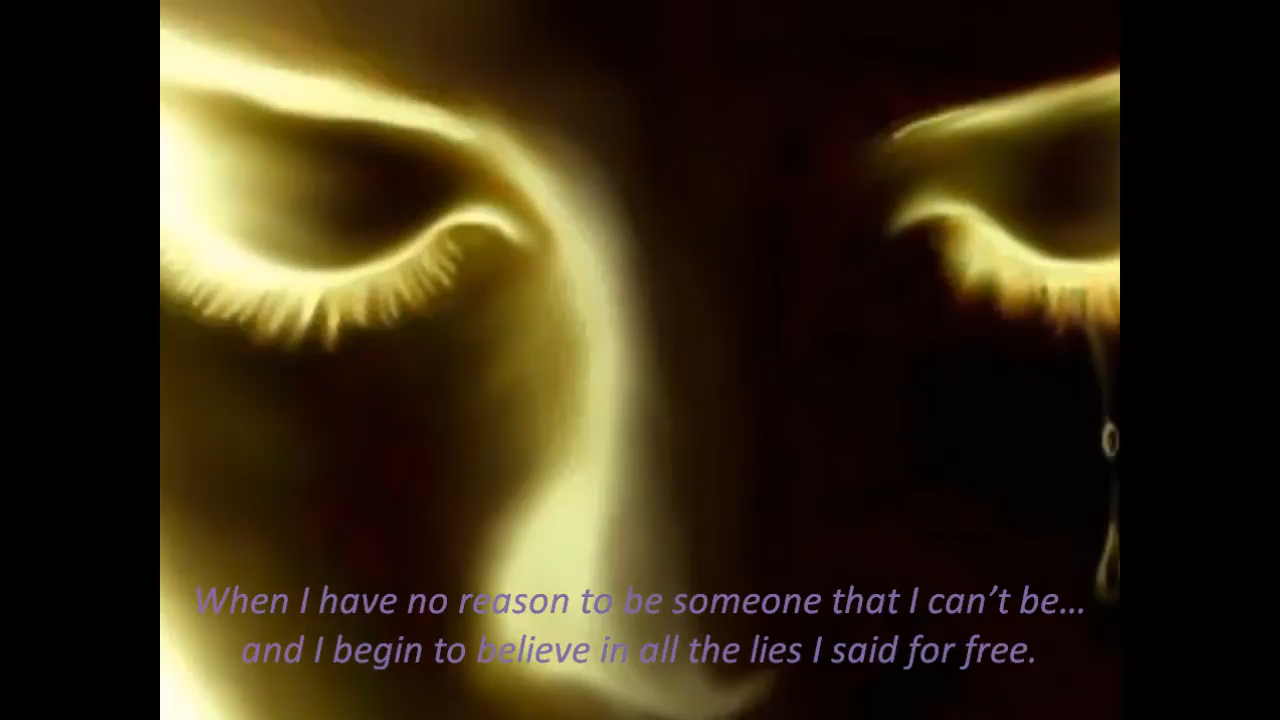 When I have no reason to be someone that I can’t be…
and I begin to believe in all the lies I said for free.